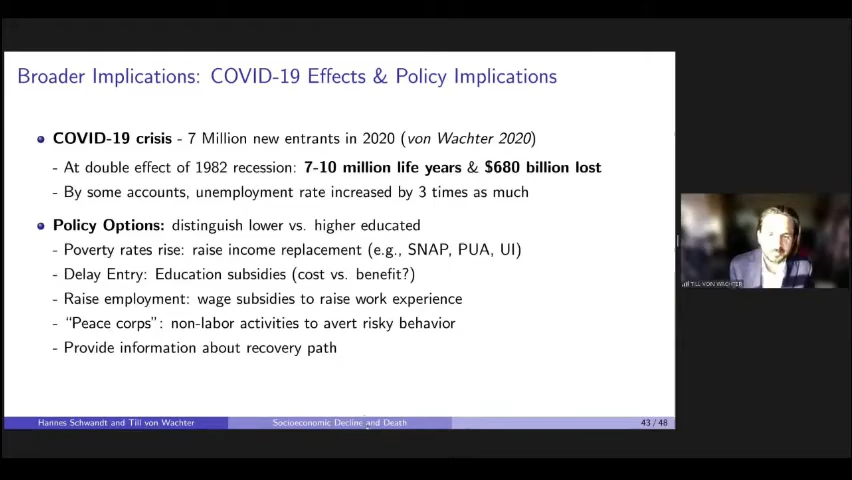 Broader Implications: COVID-19 Effects & Policy Implications
COVID-19 crisis - 7 Million new entrants in 2020 (von Wachter 2020)
- At double effect of 1982 recession: 7-10 million life years & $680 billion lost
- By some accounts, unemployment rate increased by 3 times as much
Policy Options: distinguish lower vs. higher educated
- Poverty rates rise: raise income replacement (e.g., SNAP, PUA, UI)
- Delay Entry: Education subsidies (cost vs. benefit?)
- Raise employment: wage subsidies to raise work experience
- “Peace corps”: non-labor activities to avert risky behavior
- Provide information about recovery path
TILL VON WACHTER
Hannes Schwandt and Till von Wachter
Socioeconomic Decline and Death
43 / 48